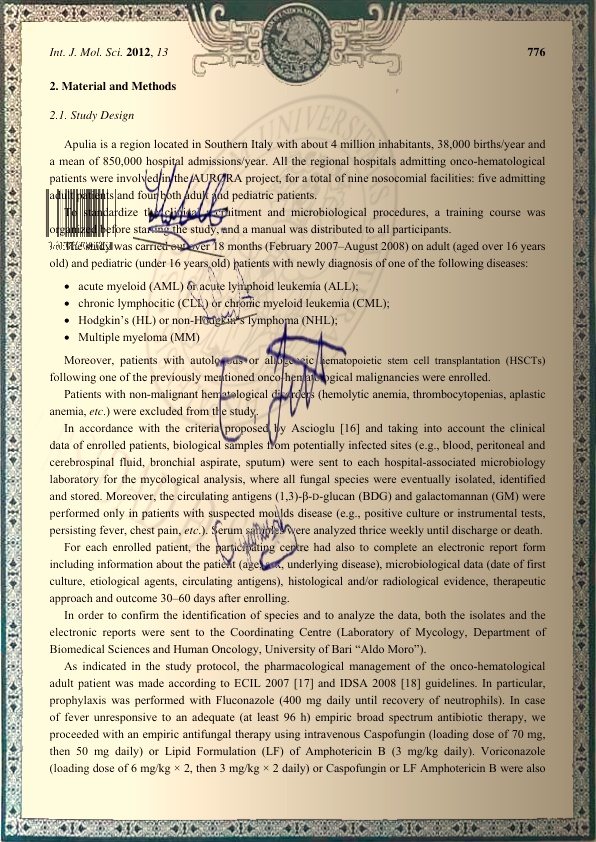 Int. J. Mol. Sci. 2012, 13
776
2. Material and Methods
2.1. Study Design
Apulia is a region located in Southern Italy with about 4 million inhabitants, 38,000 births/year and
a mean of 850,000 hospital admissions/year. All the regional hospitals admitting onco-hematological
patients were involved in the AURORA project, for a total of nine nosocomial facilities: five admitting
adult patients and four both adult and pediatric patients.
To standardize the clinical recruitment and microbiological procedures, a training course was
organized before starting the study, and a manual was distributed to all participants.
The study was carried out over 18 months (February 2007–August 2008) on adult (aged over 16 years
old) and pediatric (under 16 years old) patients with newly diagnosis of one of the following diseases:
• acute myeloid (AML) or acute lymphoid leukemia (ALL);
• chronic lymphocitic (CLL) or chronic myeloid leukemia (CML);
• Hodgkin's (HL) or non-Hodgkin's lymphoma (NHL);
• Multiple myeloma (MM)
Moreover, patients with autologous or allogeneic hematopoietic stem cell transplantation (HSCTs)
following one of the previously mentioned onco-hematological malignancies were enrolled.
Patients with non-malignant hematological disorders (hemolytic anemia, thrombocytopenias, aplastic
anemia, etc.) were excluded from the study.
In accordance with the criteria proposed by Ascioglu [16] and taking into account the clinical
data of enrolled patients, biological samples from potentially infected sites (e.g., blood, peritoneal and
cerebrospinal fluid, bronchial aspirate, sputum) were sent to each hospital-associated microbiology
laboratory for the mycological analysis, where all fungal species were eventually isolated, identified
and stored. Moreover, the circulating antigens (1,3)-β-D-glucan (BDG) and galactomannan (GM) were
performed only in patients with suspected moulds disease (e.g., positive culture or instrumental tests,
persisting fever, chest pain, etc.). Serum samples were analyzed thrice weekly until discharge or death.
For each enrolled patient, the participating centre had also to complete an electronic report form
including information about the patient (age, sex, underlying disease), microbiological data (date of first
culture, etiological agents, circulating antigens), histological and/or radiological evidence, therapeutic
approach and outcome 30–60 days after enrolling.
In order to confirm the identification of species and to analyze the data, both the isolates and the
electronic reports were sent to the Coordinating Centre (Laboratory of Mycology, Department of
Biomedical Sciences and Human Oncology, University of Bari "Aldo Moro").
As indicated in the study protocol, the pharmacological management of the onco-hematological
adult patient was made according to ECIL 2007 [17] and IDSA 2008 [18] guidelines. In particular,
prophylaxis was performed with Fluconazole (400 mg daily until recovery of neutrophils). In case
of fever unresponsive to an adequate (at least 96 h) empiric broad spectrum antibiotic therapy, we
proceeded with an empiric antifungal therapy using intravenous Caspofungin (loading dose of 70 mg,
then 50 mg daily) or Lipid Formulation (LF) of Amphotericin B (3 mg/kg daily). Voriconazole
(loading dose of 6 mg/kg × 2, then 3 mg/kg × 2 daily) or Caspofungin or LF Amphotericin B were also